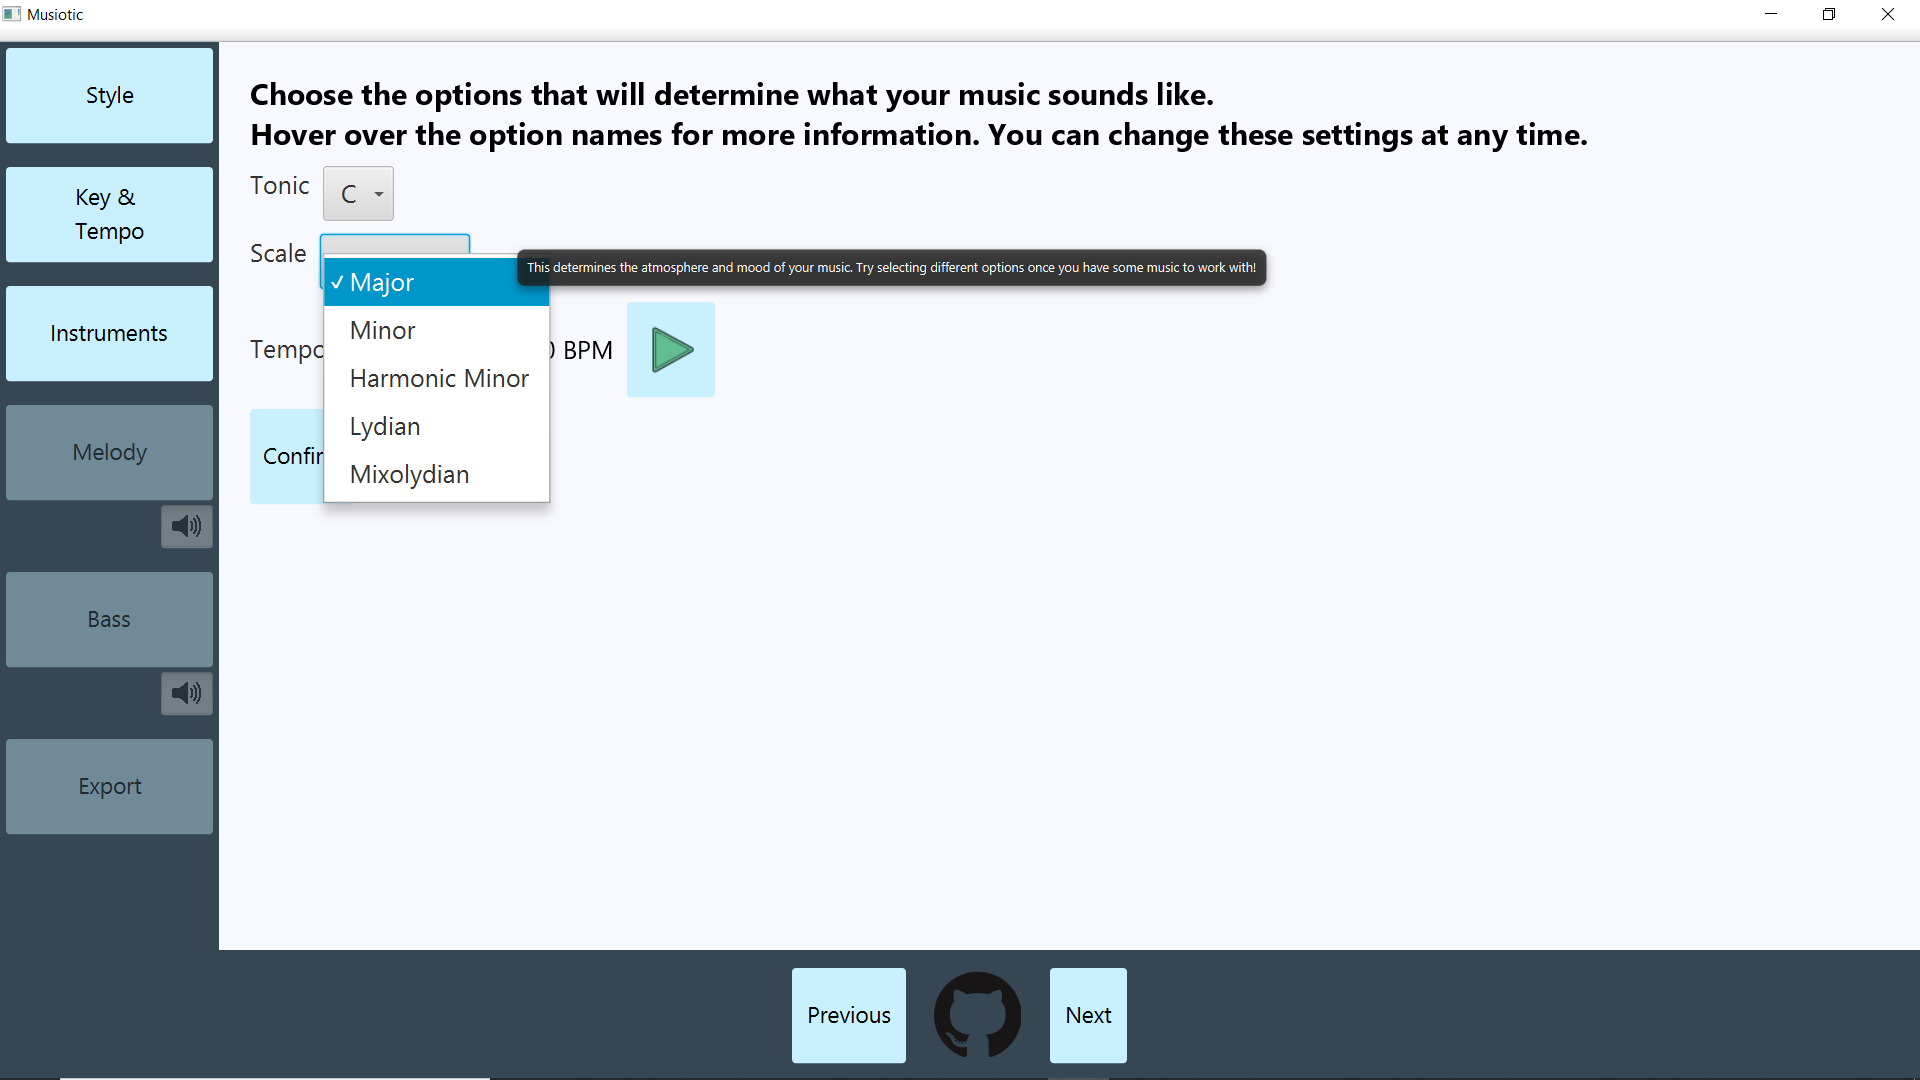 Musiotic
Style
Key &
Tempo
Instruments
Melody
Bass
Export
Choose the options that will determine what your music sounds like.
Hover over the option names for more information. You can change these settings at any time.
Tonic
C
Scale
This determines the atmosphere and mood of your music. Try selecting different options once you have some music to work with!
Major
Minor
Harmonic Minor
Lydian
Mixolydian
Tempo
BPM
Confir
Previous
Next